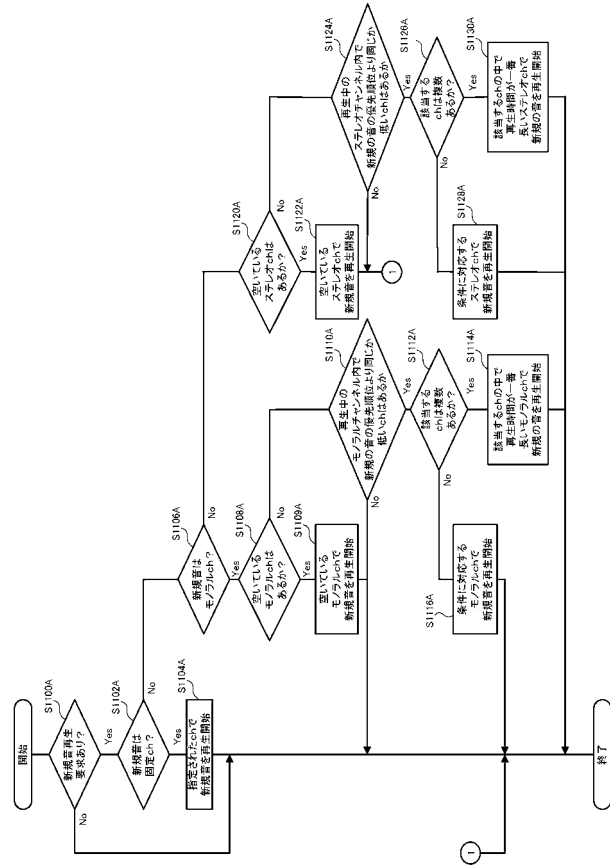 開始
S1100A
新規音再生
要求あり？
No
Yes
S1102A
新規音は
固定ch？
No
Yes
S1104A
指定されたchで
新規音を再生開始
S1106A
新規音は
モノラルch？
No
Yes
S1108A
空いている
モノラルchは
あるか？
No
Yes
S1109A
空いている
モノラルchで
新規音を再生開始
S1110A
再生中の
モノラルチャンネル内で
新規の音の優先順位より同じか
低いchはあるか
No
Yes
S1112A
該当する
chは複数
あるか？
No
Yes
S1116A
条件に対応する
モノラルchで
新規音を再生開始
S1114A
該当するchの中で
再生時間が一番
長いモノラルchで
新規の音を再生開始
S1120A
空いている
ステレオchは
あるか？
No
Yes
S1122A
空いている
ステレオchで
新規音を再生開始
1
S1124A
再生中の
ステレオチャンネル内で
新規の音の優先順位より同じか
低いchはあるか
No
Yes
S1126A
該当する
chは複数
あるか？
No
Yes
S1128A
条件に対応する
ステレオchで
新規音を再生開始
S1130A
該当するchの中で
再生時間が一番
長いステレオchで
新規の音を再生開始
1
終了